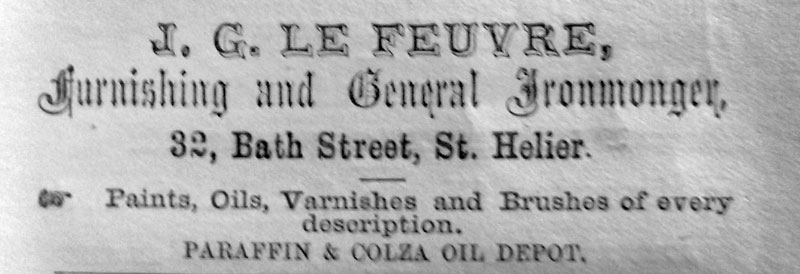 J. G. LE FEUVRE,
Furnishing and General Ironmonger,
32, Bath Street, St. Helier.
☞ Paints, Oils, Varnishes and Brushes of every
description.
PARAFFIN & COLZA OIL DEPOT.